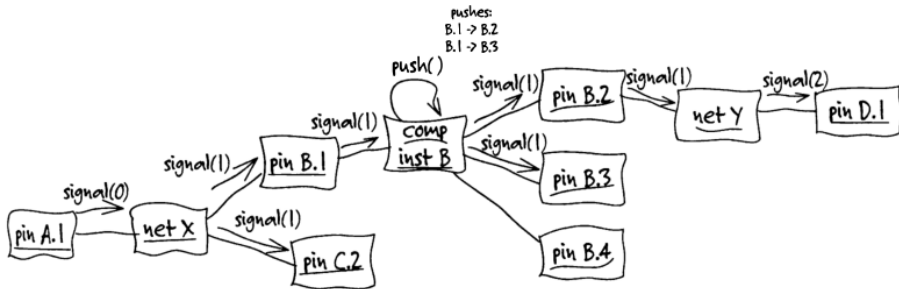 pushes:
B.1 -> B.2
B.1 -> B.3
push()
signal(1)
pin B.2
signal(1)
net Y
signal(2)
pin D.1
signal(1)
comp
inst B
signal(1)
pin B.3
signal(1)
pin B.1
signal(0)
pin A.1
net X
signal(1)
pin C.2
pin B.4